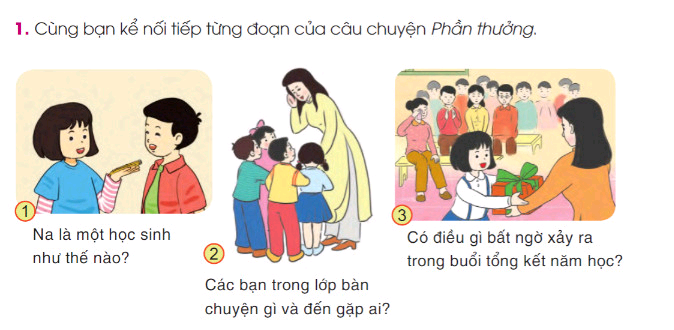 1. Cùng bạn kể nối tiếp từng đoạn của câu chuyện Phần thưởng.
1
Na là một học sinh
như thế nào?
2
Các bạn trong lớp bàn
chuyện gì và đến gặp ai?
3
Có điều gì bất ngờ xảy ra
trong buổi tổng kết năm học?